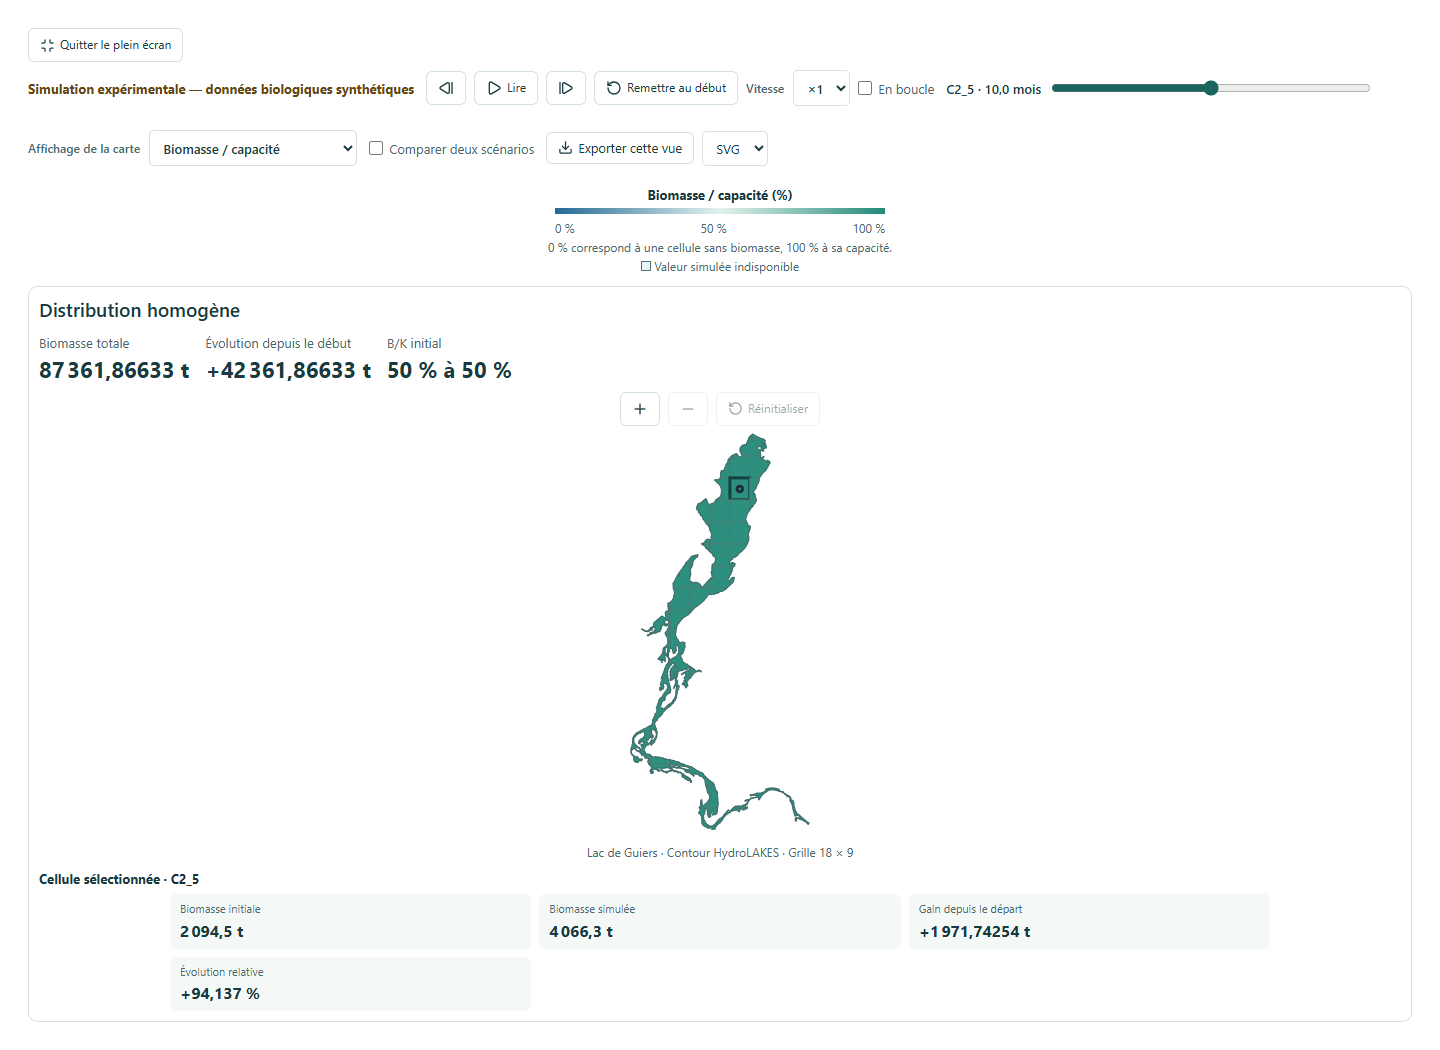 Quitter le plein écran
Simulation expérimentale — données biologiques synthétiques Lire Remettre au début Vitesse ×1 En boucle C2_5 · 10,0 mois
Affichage de la carte Biomasse / capacité Comparer deux scénarios Exporter cette vue SVG
Biomasse / capacité (%)
0 % 50 % 100 %
0 % correspond à une cellule sans biomasse, 100 % à sa capacité.
Valeur simulée indisponible
Distribution homogène
Biomasse totale Évolution depuis le début B/K initial
87 361,86633 t +42 361,86633 t 50 % à 50 %
+ − Réinitialiser
Lac de Guiers · Contour HydroLAKES · Grille 18 × 9
Cellule sélectionnée · C2_5
Biomasse initiale Biomasse simulée Gain depuis le départ
2 094,5 t 4 066,3 t +1 971,74254 t
Évolution relative
+94,137 %